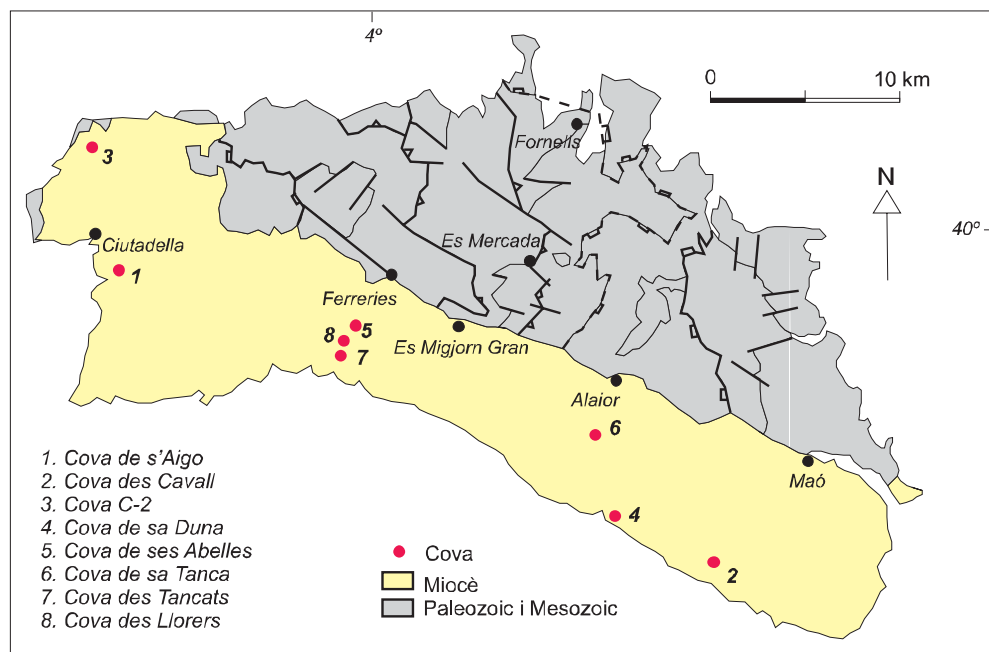 4º
0 10 km
Fornells
3
N
40º
Ciutadella
Es Mercada
1
Ferreries
5
8
Es Migjorn Gran
7
Alaior
6
Maó
4
2
1. Cova de s'Aigo
2. Cova des Cavall
3. Cova C-2
4. Cova de sa Duna
5. Cova de ses Abelles
6. Cova de sa Tanca
7. Cova des Tancats
8. Cova des Llorers
Cova
Miocè
Paleozoic i Mesozoic